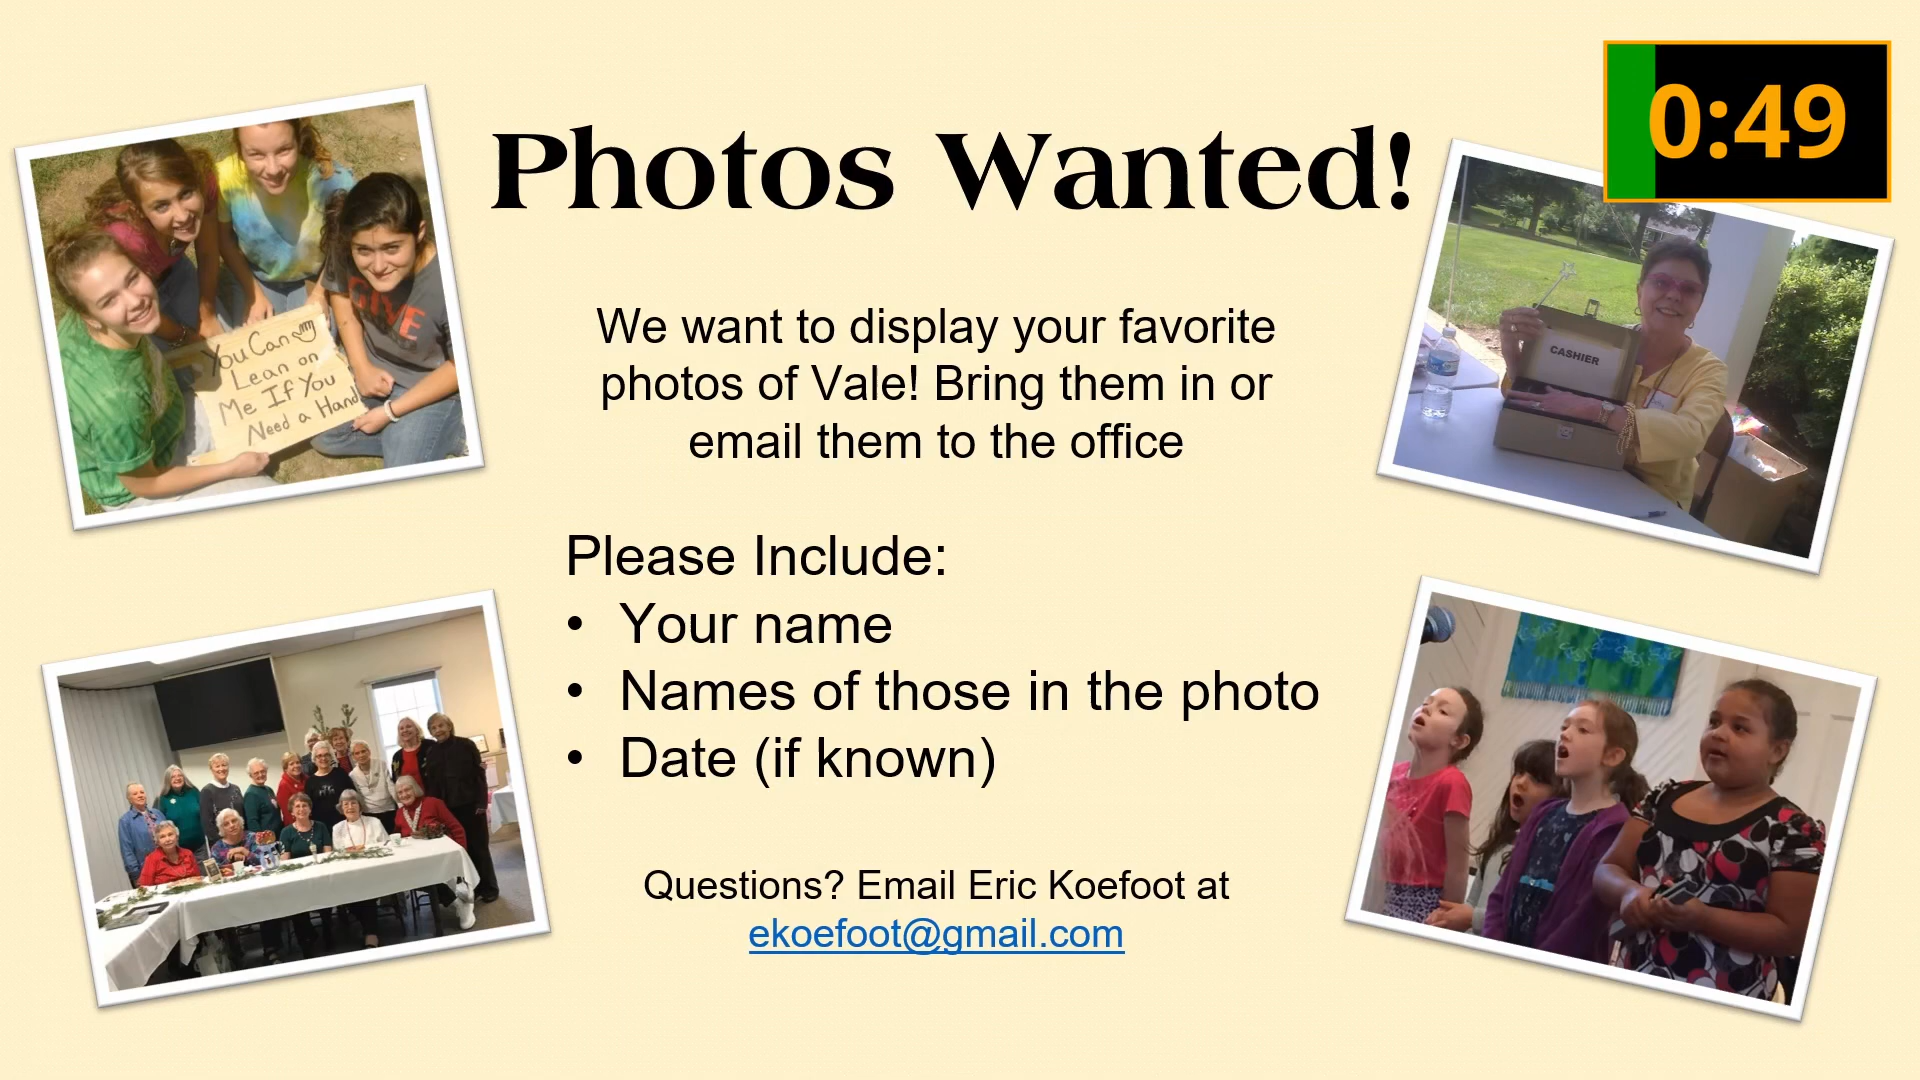 0:49
Photos Wanted!
We want to display your favorite
photos of Vale! Bring them in or
email them to the office
Please Include:
• Your name
• Names of those in the photo
• Date (if known)
Questions? Email Eric Koefoot at
ekoefoot@gmail.com
You Can
Lean on
Me If You
Need a Hand
GIVE
CASHIER